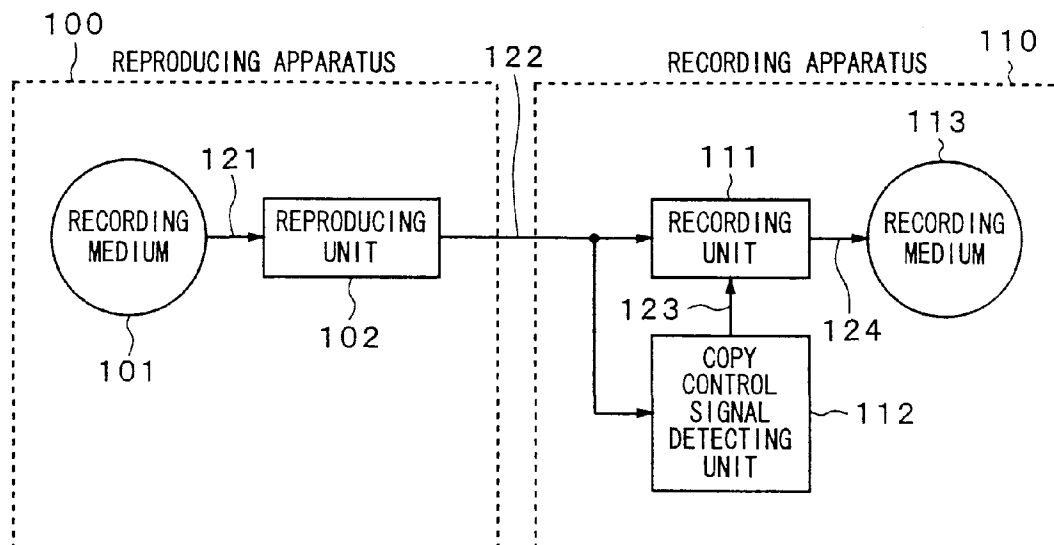 100
REPRODUCING APPARATUS
122
RECORDING APPARATUS
110
113
121
111
RECORDING
MEDIUM
REPRODUCING
UNIT
RECORDING
UNIT
RECORDING
MEDIUM
101
102
123
124
COPY
CONTROL
SIGNAL
DETECTING
UNIT
112